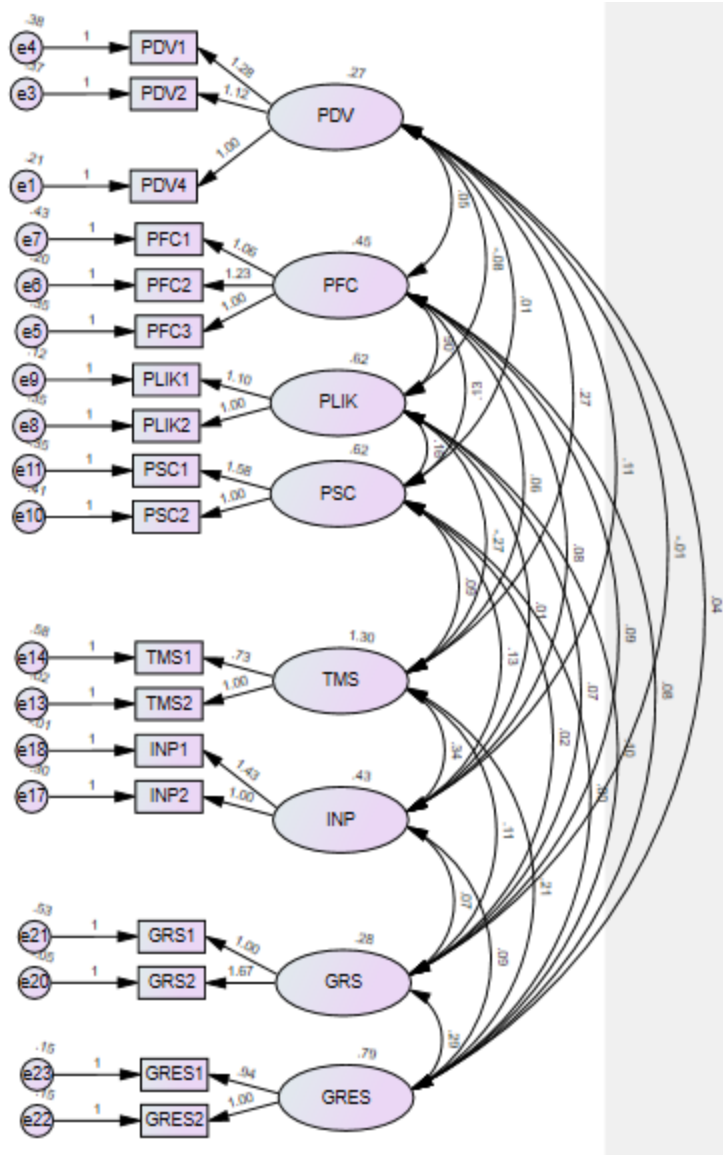 .38
e4 1 PDV1
1.28
.27
e3 1 PDV2
1.12
PDV
.21
1.00
e1 1 PDV4
.05
.43
e7 1 PFC1
1.06
.45
-.08
.20
e6 1 PFC2
1.23
PFC
.01
.35
1.00
e5 1 PFC3
.12
.62
e9 1 PLIK1
1.10
.27
PLIK
e8 1 PLIK2
1.00
.62
.11
e11 1 PSC1
1.58
.06
PSC
.41
1.00
e10 1 PSC2
-.27
.08
-.01
.04
.01
.58
1.30
.13
.09
e14 1 TMS1
.73
TMS
.07
.08
1.00
e13 1 TMS2
.02
e18 1 INP1
1.43
.34
.10
.43
e17 1 INP2
1.00
INP
.11
.21
.07
.53
e21 1 GRS1
1.00
.28
.09
e20 1 GRS2
1.67
GRS
.29
.15
.79
e23 1 GRES1
.94
GRES
.15
1.00
e22 1 GRES2